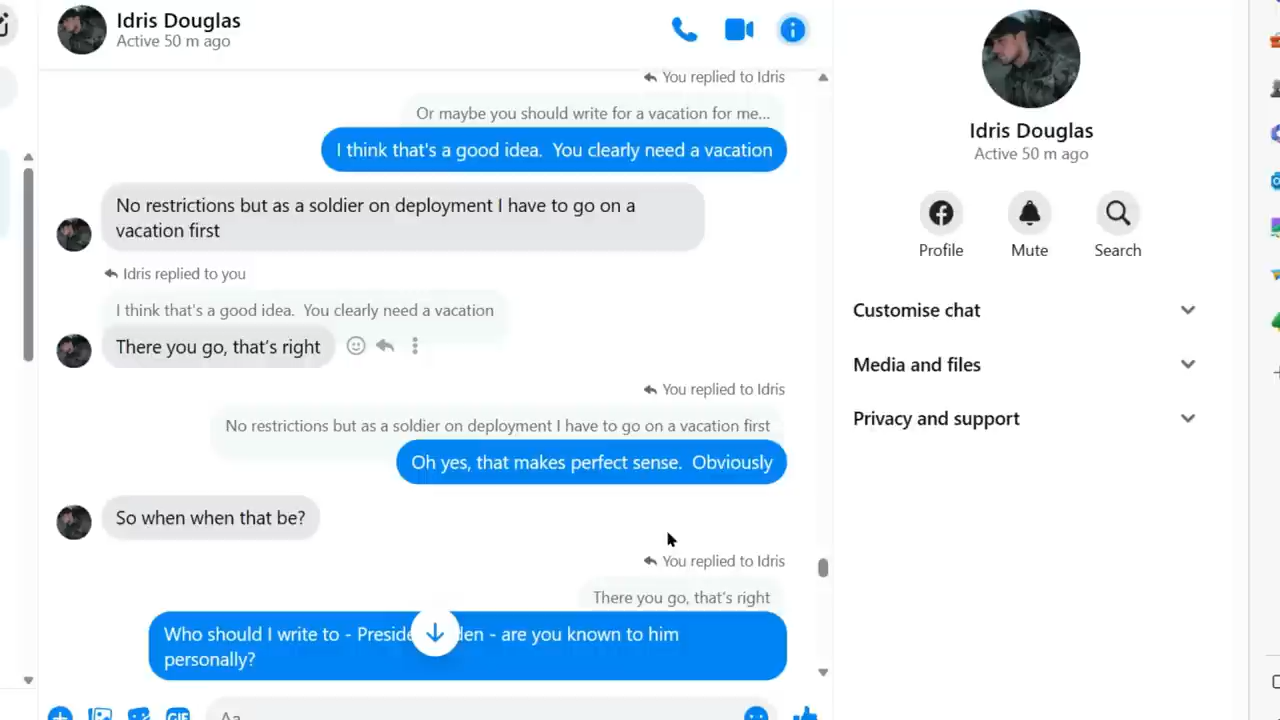 Idris Douglas
Active 50 m ago
You replied to Idris
Or maybe you should write for a vacation for me...
I think that's a good idea.  You clearly need a vacation
No restrictions but as a soldier on deployment I have to go on a
vacation first
Idris replied to you
I think that's a good idea.  You clearly need a vacation
There you go, that's right
You replied to Idris
No restrictions but as a soldier on deployment I have to go on a vacation first
Oh yes, that makes perfect sense.  Obviously
So when when that be?
You replied to Idris
There you go, that's right
Who should I write to - Preside den - are you known to him
personally?
GIF
Aa
Idris Douglas
Active 50 m ago
Profile
Mute
Search
Customise chat
Media and files
Privacy and support